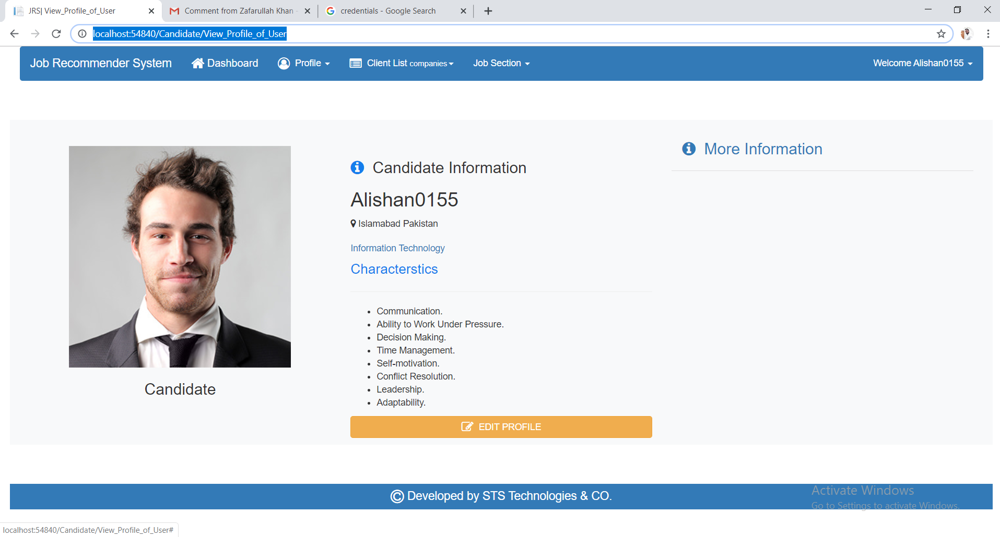 JRS| View_Profile_of_User
Comment from Zafarullah Khan -
credentials - Google Search
localhost:54840/Candidate/View_Profile_of_User
Job Recommender System Dashboard Profile Client List companies Job Section Welcome Alishan0155
Candidate
Candidate Information
Alishan0155
Islamabad Pakistan
Information Technology
Characterstics
Communication.
Ability to Work Under Pressure.
Decision Making.
Time Management.
Self-motivation.
Conflict Resolution.
Leadership.
Adaptability.
EDIT PROFILE
More Information
© Developed by STS Technologies & CO.
Activate Windows
Go to Settings to activate Windows.
localhost:54840/Candidate/View_Profile_of_User#